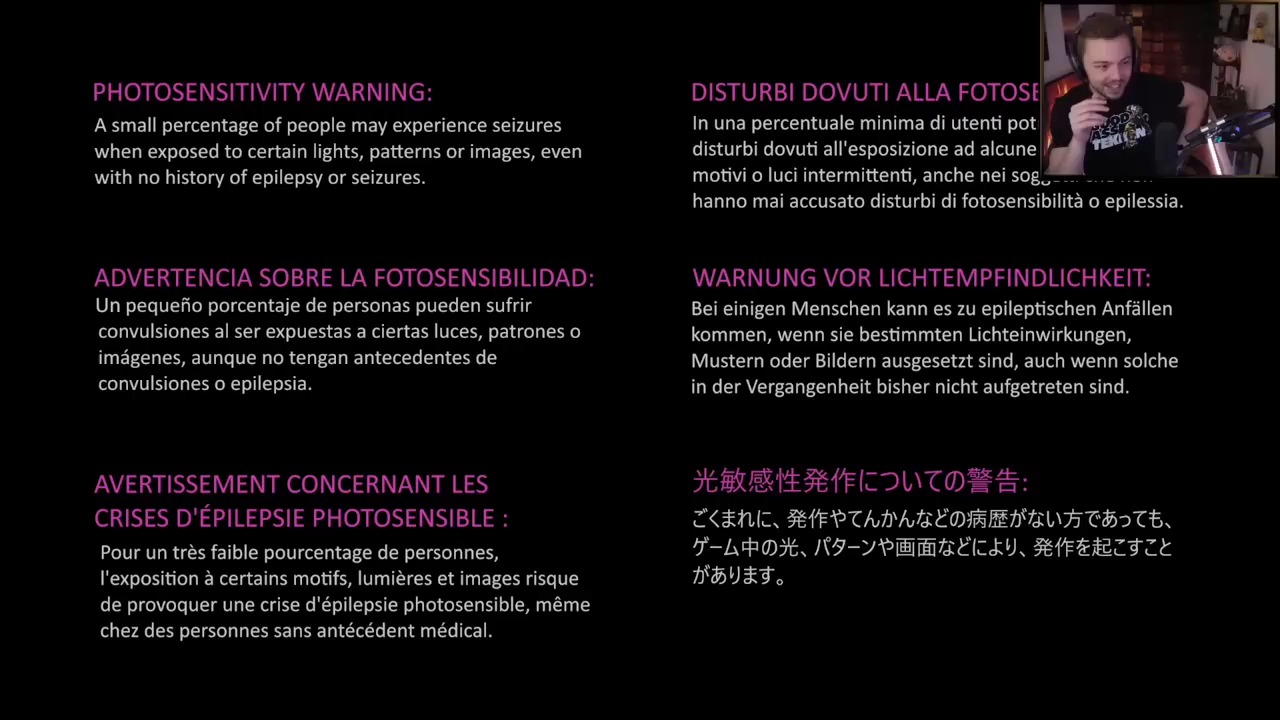 PHOTOSENSITIVITY WARNING:
A small percentage of people may experience seizures
when exposed to certain lights, patterns or images, even
with no history of epilepsy or seizures.
ADVERTENCIA SOBRE LA FOTOSENSIBILIDAD:
Un pequeño porcentaje de personas pueden sufrir
convulsiones al ser expuestas a ciertas luces, patrones o
imágenes, aunque no tengan antecedentes de
convulsiones o epilepsia.
AVERTISSEMENT CONCERNANT LES
CRISES D'ÉPILEPSIE PHOTOSENSIBLE :
Pour un très faible pourcentage de personnes,
l'exposition à certains motifs, lumières et images risque
de provoquer une crise d'épilepsie photosensible, même
chez des personnes sans antécédent médical.
DISTURBI DOVUTI ALLA
In una percentuale minima di utenti
disturbi dovuti all'esposizione ad alcune
motivi o luci intermittenti, anche nei
hanno mai accusato disturbi di fotosensibilità o epilessia.
WARNUNG VOR LICHTEMPFINDLICHKEIT:
Bei einigen Menschen kann es zu epileptischen Anfällen
kommen, wenn sie bestimmten Lichteinwirkungen,
Mustern oder Bildern ausgesetzt sind, auch wenn solche
in der Vergangenheit bisher nicht aufgetreten sind.
光敏感性発作についての警告:
ごくまれに、発作やてんかんなどの病歴がない方であっても、
ゲーム中の光、パターンや画面などにより、発作を起こすこと
があります。